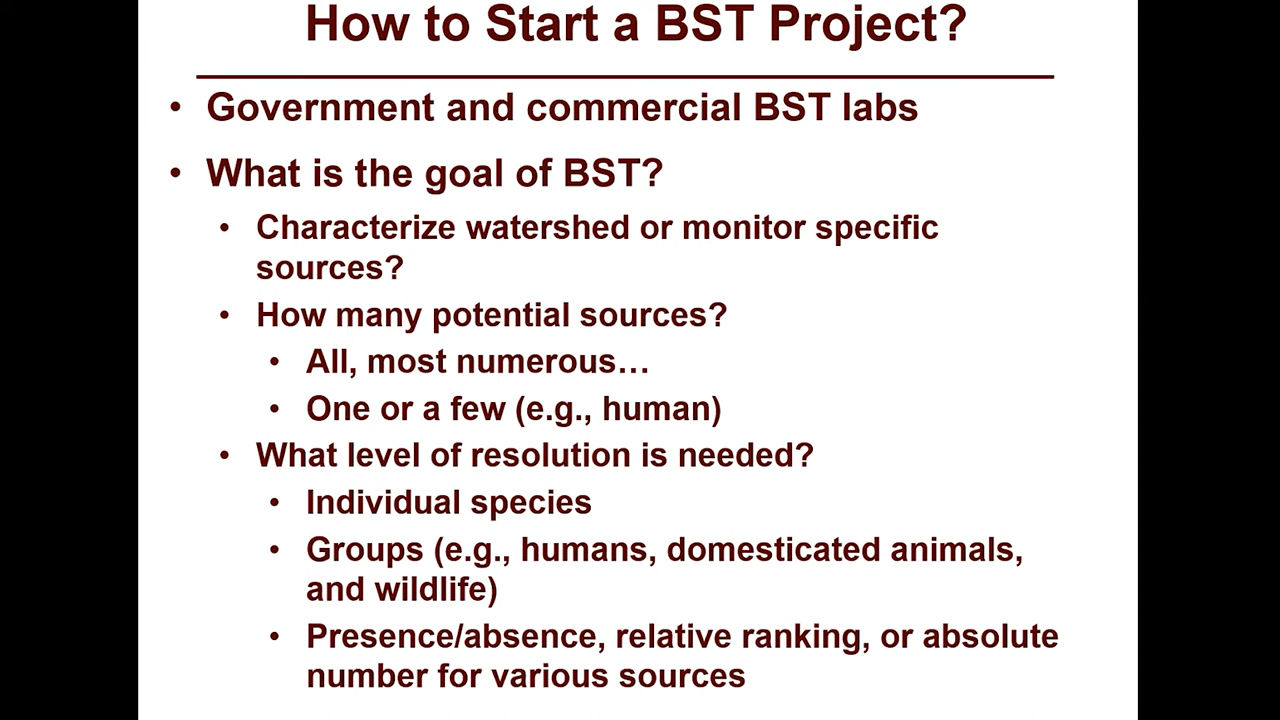 How to Start a BST Project?
• Government and commercial BST labs
• What is the goal of BST?
• Characterize watershed or monitor specific
sources?
• How many potential sources?
• All, most numerous…
• One or a few (e.g., human)
• What level of resolution is needed?
• Individual species
• Groups (e.g., humans, domesticated animals,
and wildlife)
• Presence/absence, relative ranking, or absolute
number for various sources